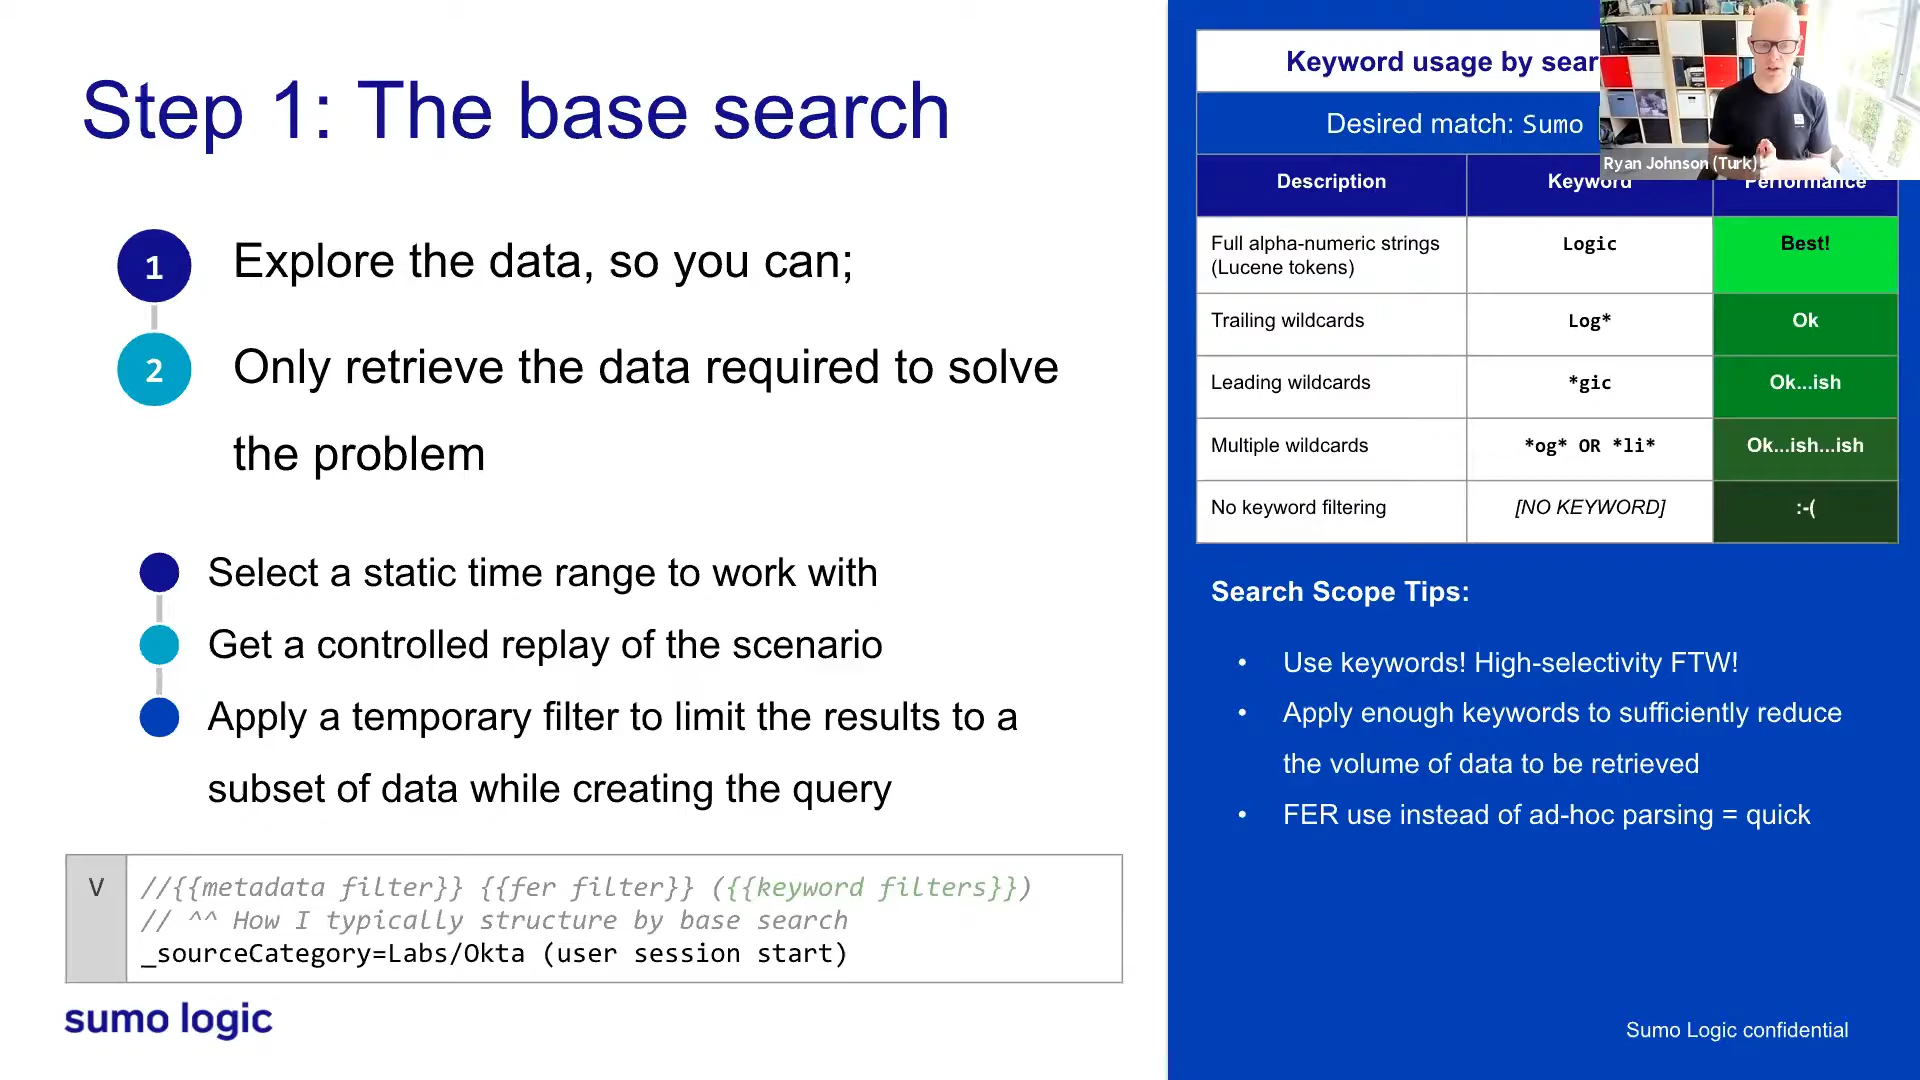 Step 1: The base search
1 Explore the data, so you can;
2 Only retrieve the data required to solve
the problem
Select a static time range to work with
Get a controlled replay of the scenario
Apply a temporary filter to limit the results to a
subset of data while creating the query
V //{{metadata filter}} {{fer filter}} ({{keyword filters}})
// ^^ How I typically structure by base search
_sourceCategory=Labs/Okta (user session start)
sumo logic
Keyword usage by sear
Desired match: Sumo
Ryan Johnson (Turk)
Description Keyword Performance
Full alpha-numeric strings Logic Best!
(Lucene tokens)
Trailing wildcards Log* Ok
Leading wildcards *gic Ok...ish
Multiple wildcards *og* OR *li* Ok...ish...ish
No keyword filtering [NO KEYWORD] :-(
Search Scope Tips:
• Use keywords! High-selectivity FTW!
• Apply enough keywords to sufficiently reduce
the volume of data to be retrieved
• FER use instead of ad-hoc parsing = quick
Sumo Logic confidential